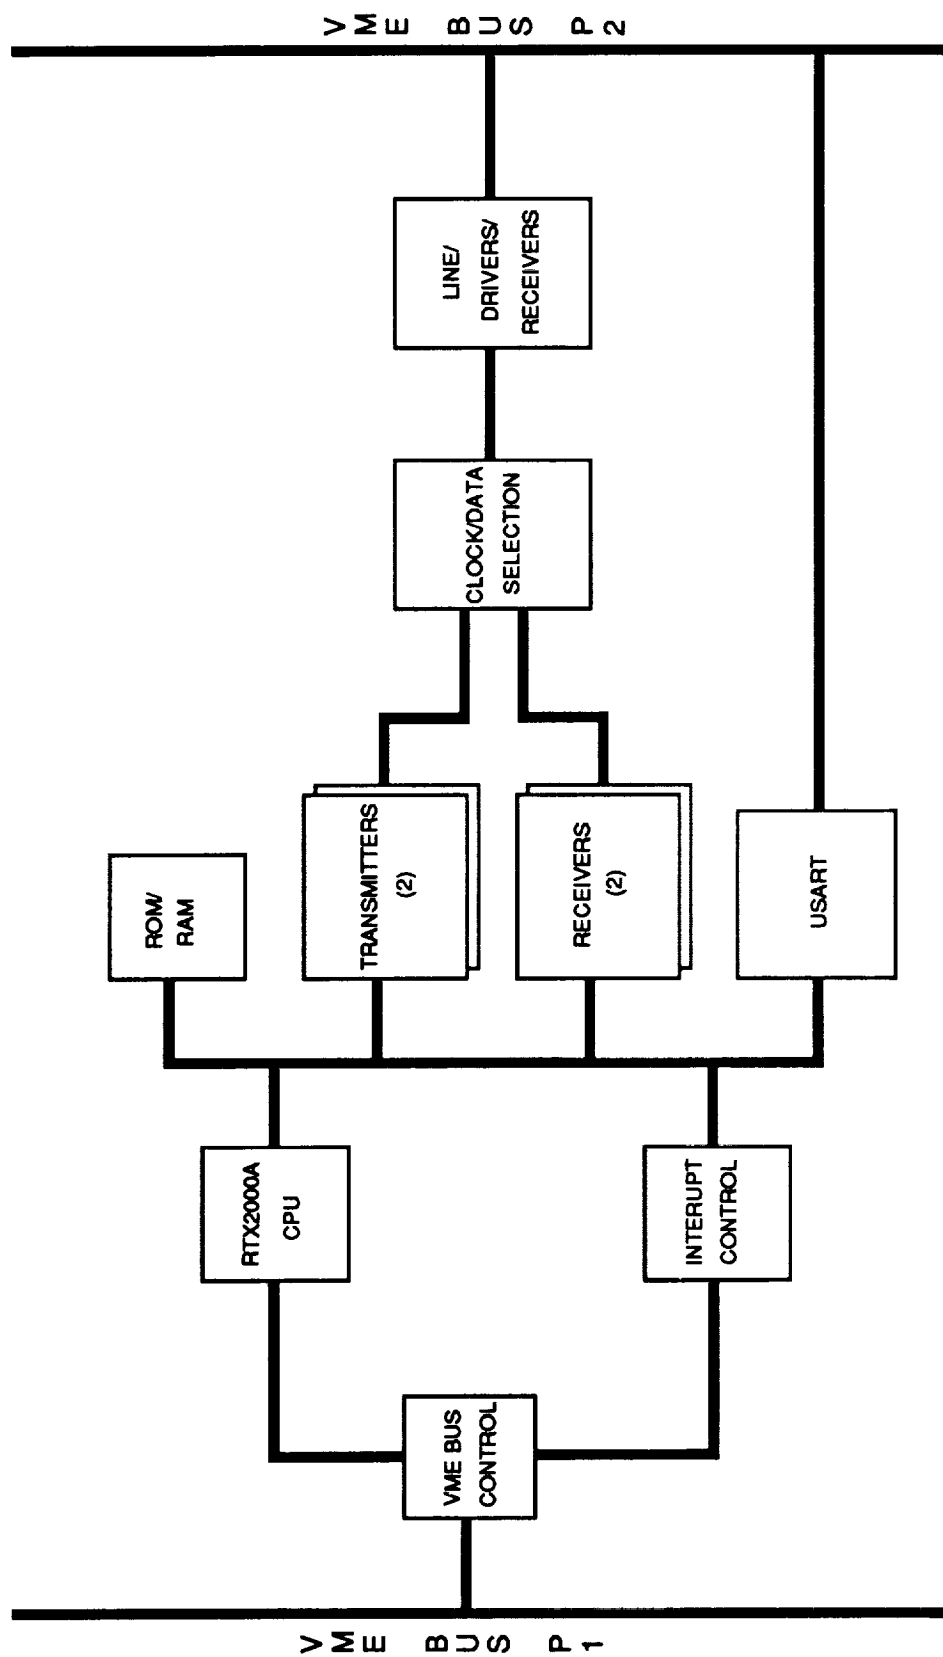 VME BUS P1
VME BUS
CONTROL
RTX2000A
CPU
INTERUPT
CONTROL
ROM/
RAM
TRANSMITTERS
(2)
RECEIVERS
(2)
USART
CLOCK/DATA
SELECTION
LINE/
DRIVERS/
RECEIVERS
VME BUS P2